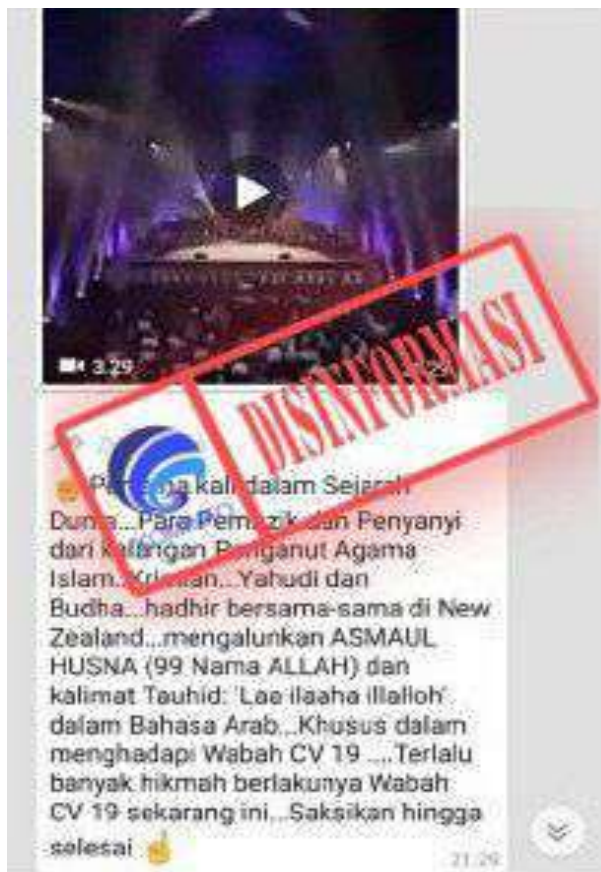 3.29
DISINFORMASI
Pertama kali dalam Sejarah
Dunia...Para Pemuzik dan Penyanyi
dari kalangan Penganut Agama
Islam..Kristian...Yahudi dan
Budha...hadhir bersama-sama di New
Zealand...mengalunkan ASMAUL
HUSNA (99 Nama ALLAH) dan
kalimat Tauhid: 'Laa ilaaha illalloh'
dalam Bahasa Arab...Khusus dalam
menghadapi Wabah CV 19 ....Terlalu
banyak hikmah berlakunya Wabah
CV 19 sekarang ini...Saksikan hingga
selesai
21.29